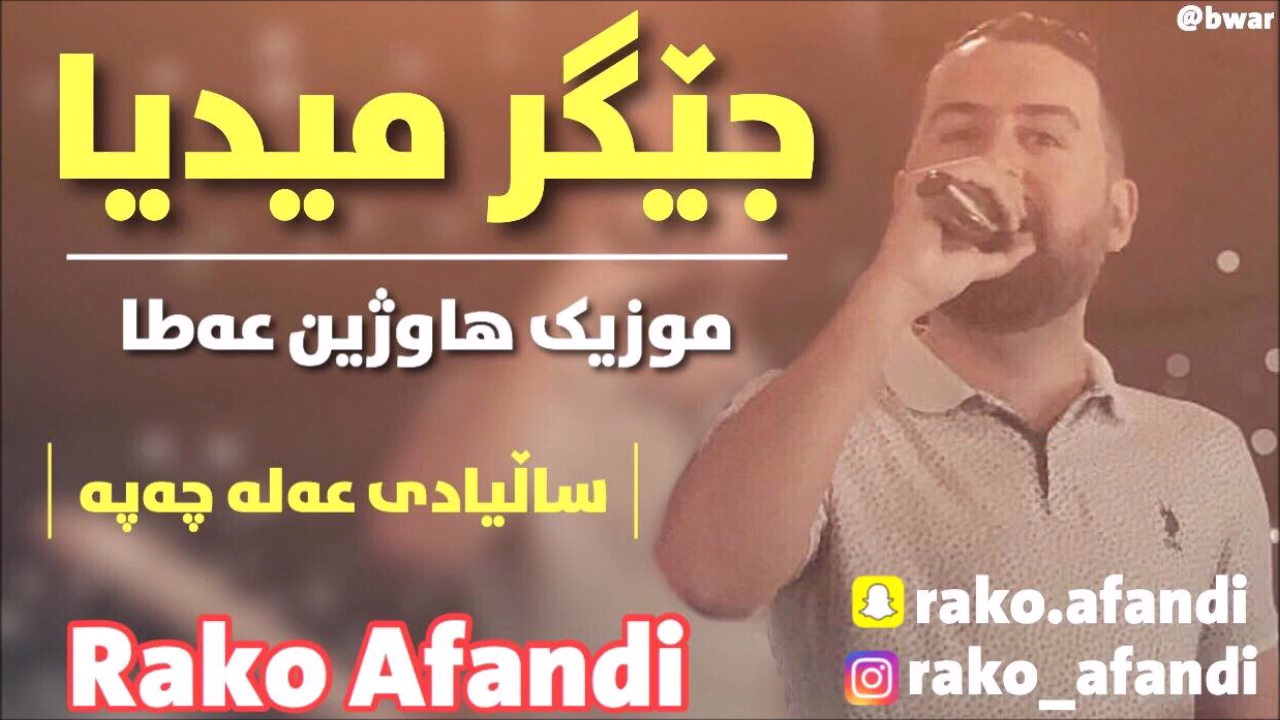 @bwar
جێگر میدیا
موزیک هاوژین عەطا
ساڵیادی عەلە چەپە
Rako Afandi
rako.afandi
rako_afandi